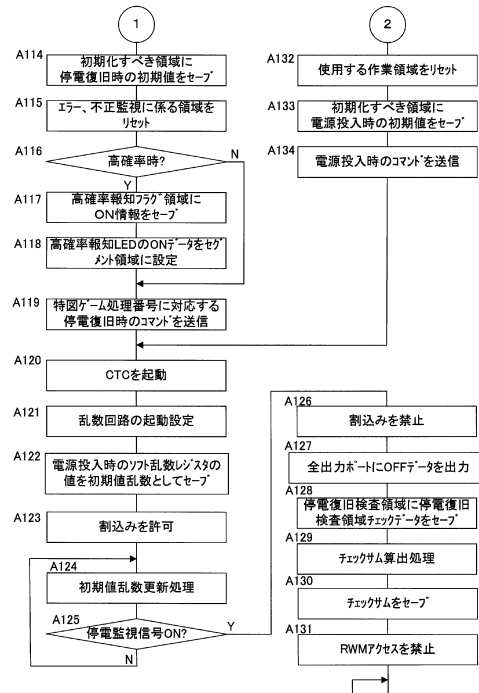 1
A114
初期化すべき領域に
停電復旧時の初期値をセーブ
A115
エラー、不正監視に係る領域を
リセット
A116
高確率時?
N
Y
A117
高確率報知フラグ領域に
ON情報をセーブ
A118
高確率報知LEDのONデータをセグ
メント領域に設定
A119
特図ゲーム処理番号に対応する
停電復旧時のコマンドを送信
A120
CTCを起動
A121
乱数回路の起動設定
A122
電源投入時のソフト乱数レジスタの
値を初期値乱数としてセーブ
A123
割込みを許可
A124
初期値乱数更新処理
A125
停電監視信号ON?
Y
N
2
A132
使用する作業領域をリセット
A133
初期化すべき領域に
電源投入時の初期値をセーブ
A134
電源投入時のコマンドを送信
A126
割込みを禁止
A127
全出力ポートにOFFデータを出力
A128
停電復旧検査領域に停電復旧
検査領域チェックデータをセーブ
A129
チェックサム算出処理
A130
チェックサムをセーブ
A131
RWMアクセスを禁止